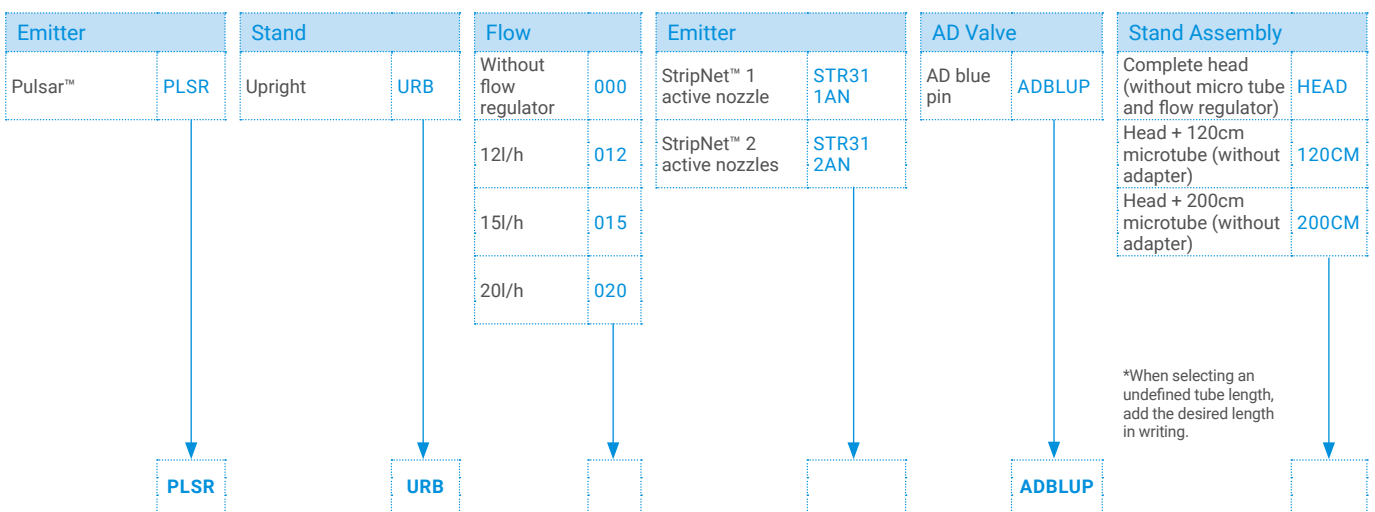 Emitter
Pulsar™
PLSR
Stand
Upright
URB
Flow
Without
flow
regulator
000
12l/h
012
15l/h
015
20l/h
020
Emitter
StripNet™ 1
active nozzle
STR31
1AN
StripNet™ 2
active nozzles
STR31
2AN
AD Valve
AD blue
pin
ADBLUP
Stand Assembly
Complete head
(without micro tube
and flow regulator)
HEAD
Head + 120cm
microtube (without
adapter)
120CM
Head + 200cm
microtube (without
adapter)
200CM
*When selecting an
undefined tube length,
add the desired length
in writing.
PLSR
URB
ADBLUP